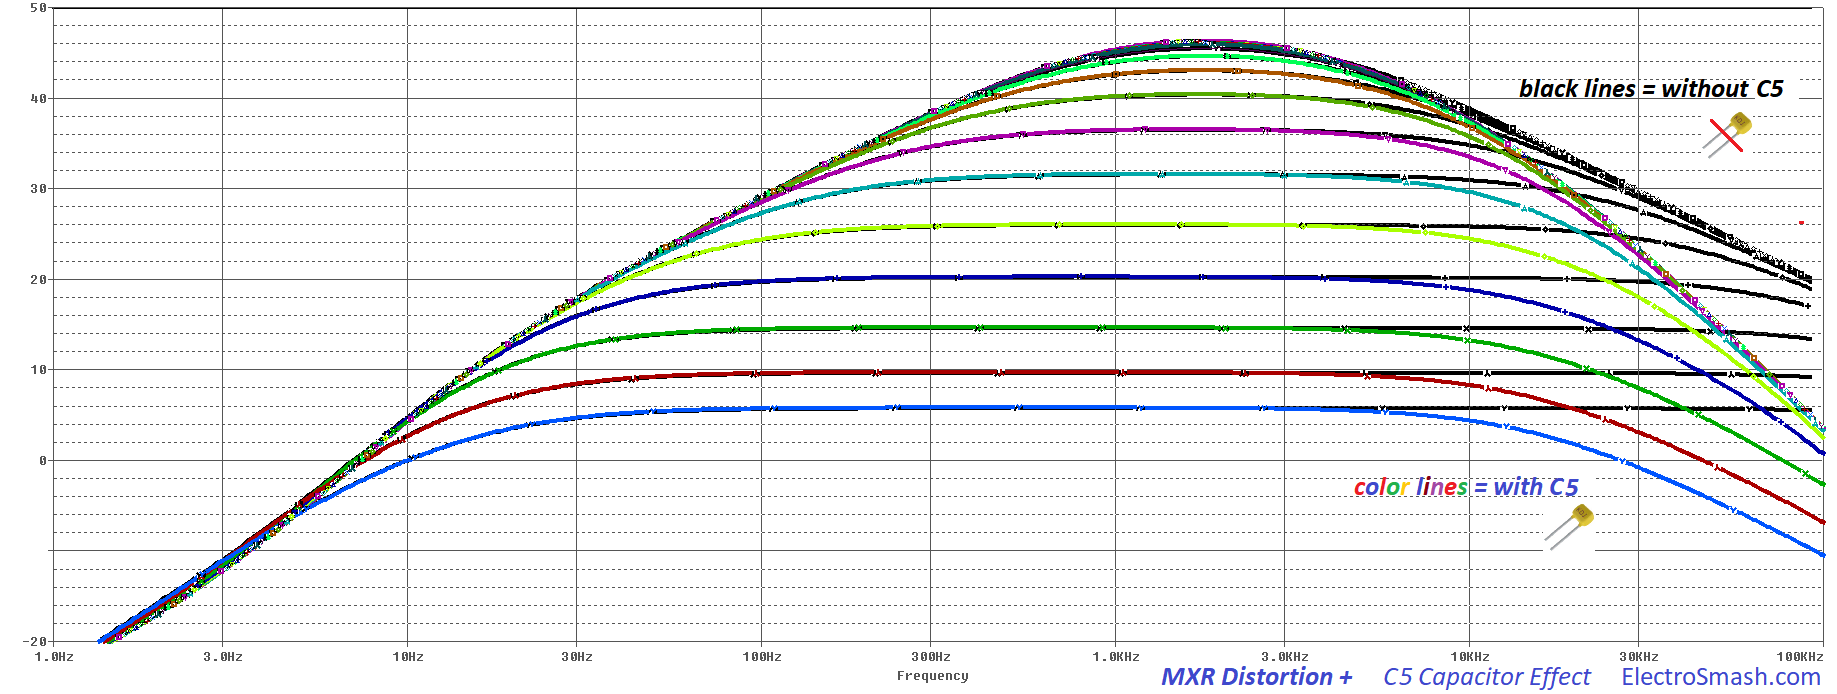 50
40
30
20
10
0
-20
black lines = without C5
color lines = with C5
1.0Hz 3.0Hz 10Hz 30Hz 100Hz 300Hz 1.0KHz 3.0KHz 10KHz 30KHz 100KHz
Frequency
MXR Distortion + C5 Capacitor Effect ElectroSmash.com